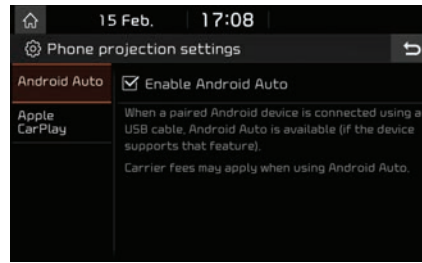 15 Feb. 17:08
Phone projection settings
Android Auto
Enable Android Auto
Apple
CarPlay
When a paired Android device is connected using a
USB cable, Android Auto is available (if the device
supports that feature).
Carrier fees may apply when using Android Auto.